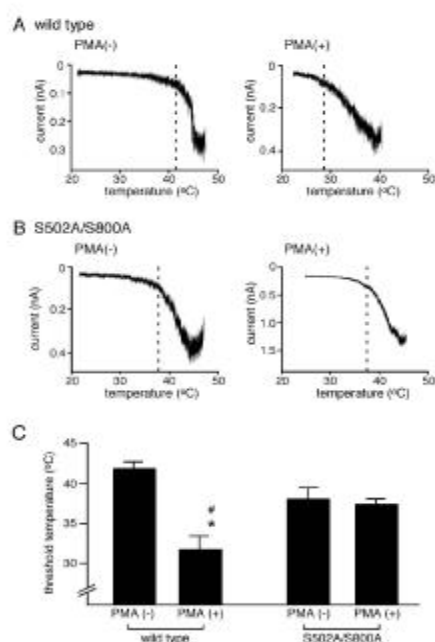 A wild type
PMA(-)
PMA(+)
current (nA)
0
0.1
0.2
0.3
20 30 40 50
temperature (ºC)
current (nA)
0
0.2
0.4
20 30 40 50
temperature (ºC)
B S502A/S800A
PMA(-)
PMA(+)
current (nA)
0
0.2
0.4
20 30 40 50
temperature (ºC)
current (nA)
0
0.5
1.0
1.5
20 30 40 50
temperature (ºC)
C
threshold temperature (ºC)
45
40
35
30
#
*
PMA (-) PMA (+) PMA (-) PMA (+)
wild type S502A/S800A